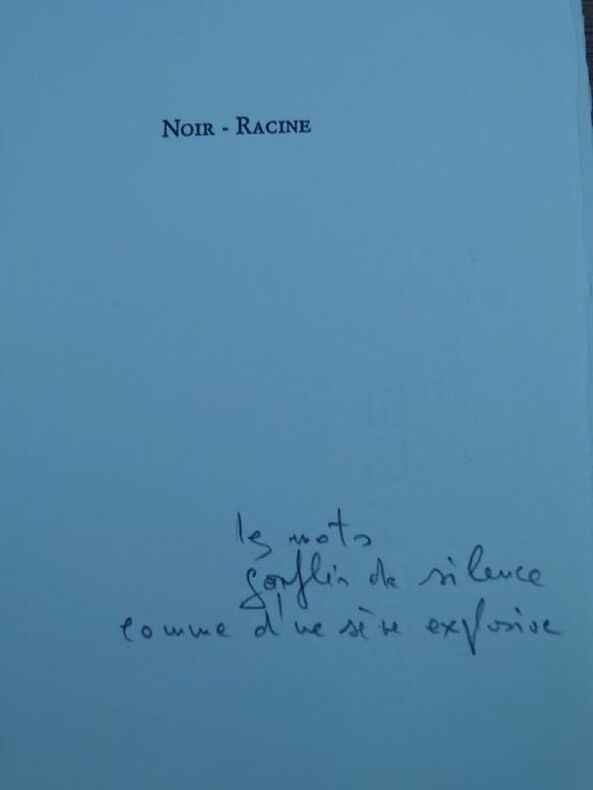 NOIR - RACINE
les mots
gonflés de silence
comme d'une sève explosive